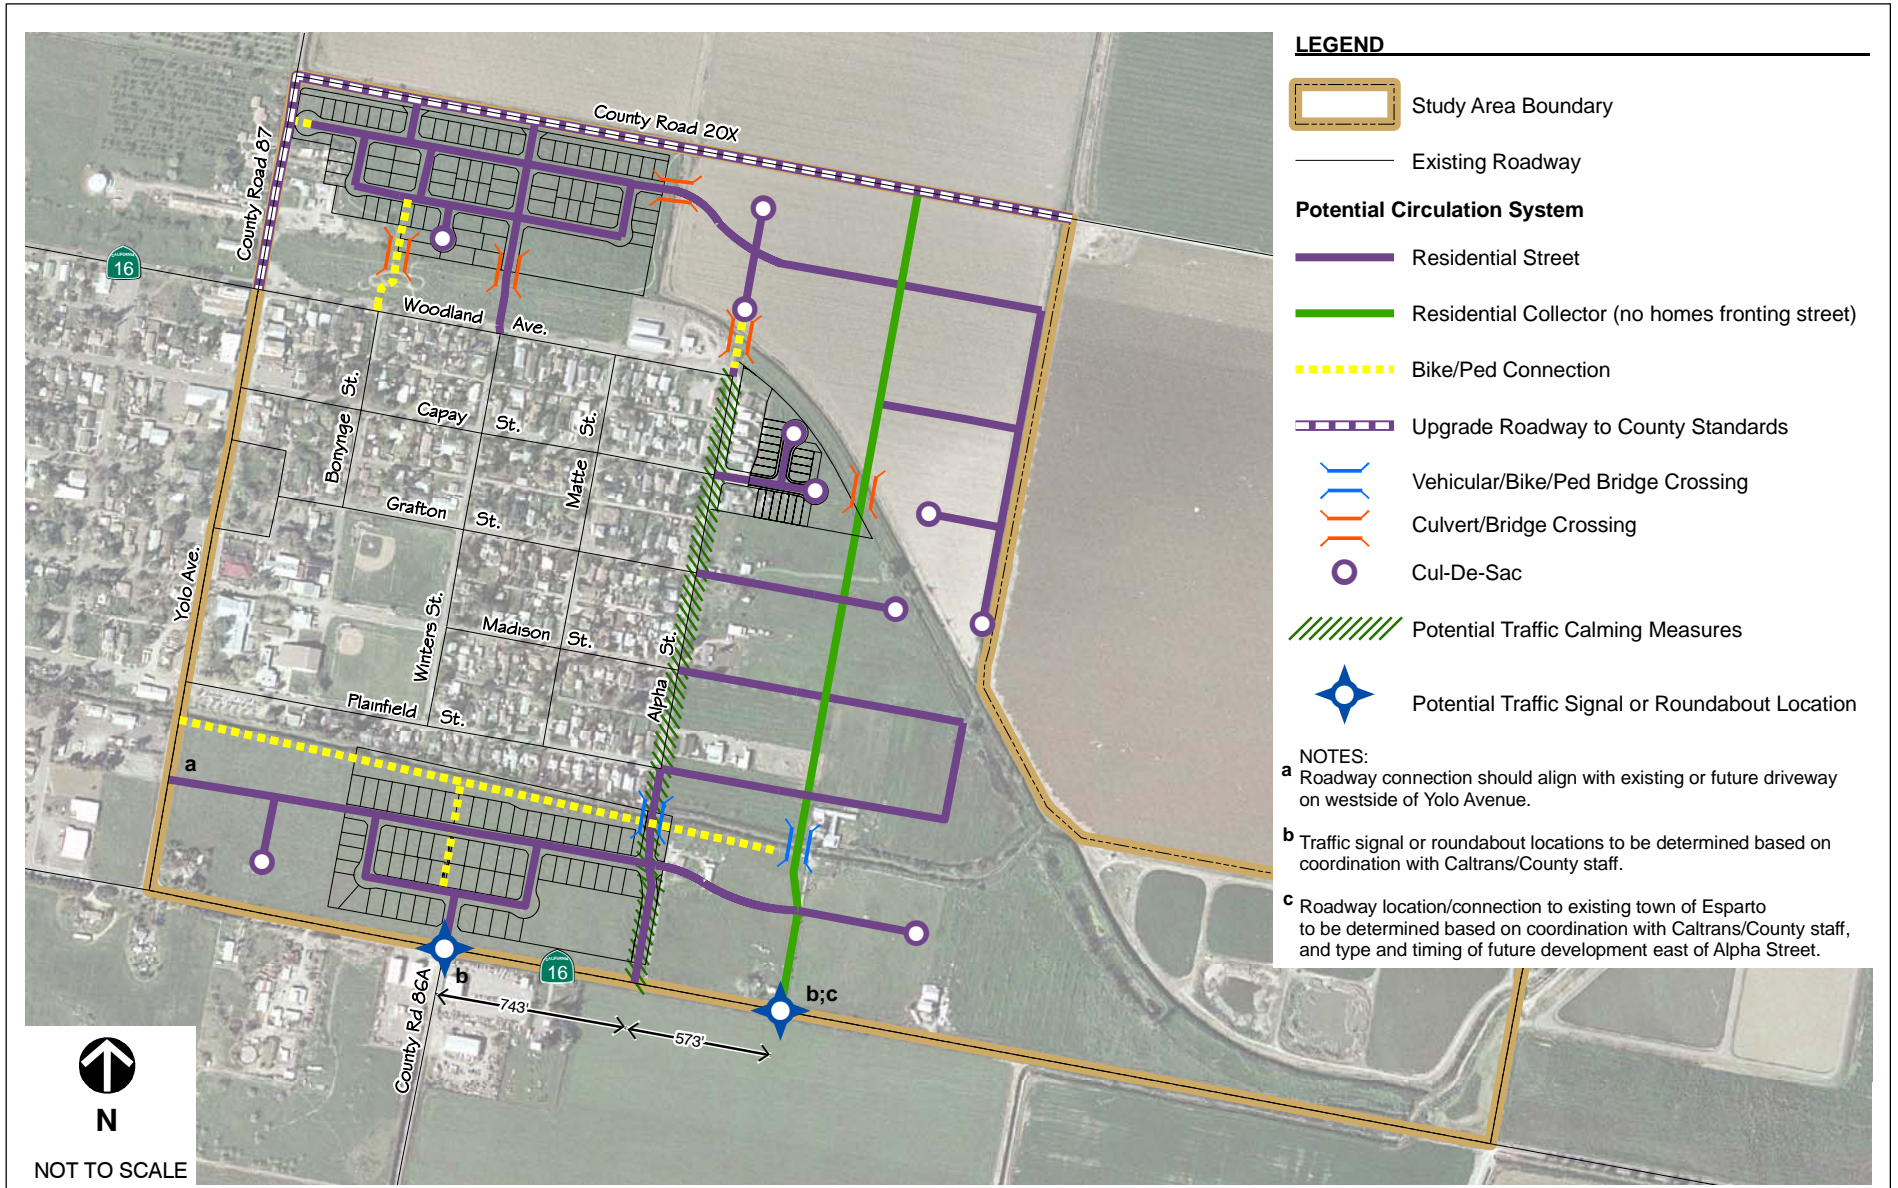 LEGEND
Study Area Boundary
Existing Roadway
Potential Circulation System
Residential Street
Residential Collector (no homes fronting street)
Bike/Ped Connection
Upgrade Roadway to County Standards
Vehicular/Bike/Ped Bridge Crossing
Culvert/Bridge Crossing
Cul-De-Sac
Potential Traffic Calming Measures
Potential Traffic Signal or Roundabout Location
NOTES:
a Roadway connection should align with existing or future driveway
on westside of Yolo Avenue.
b Traffic signal or roundabout locations to be determined based on
coordination with Caltrans/County staff.
c Roadway location/connection to existing town of Esparto
to be determined based on coordination with Caltrans/County staff,
and type and timing of future development east of Alpha Street.
County Road 20X
County Road 87
CALIFORNIA
16
Woodland Ave.
Bonynge St.
Capay St.
Matte St.
Grafton St.
Yolo Ave.
Winters St.
Madison St.
Alpha St.
Plainfield St.
a
b
CALIFORNIA
16
b;c
County Rd 86A
743'
573'
N
NOT TO SCALE